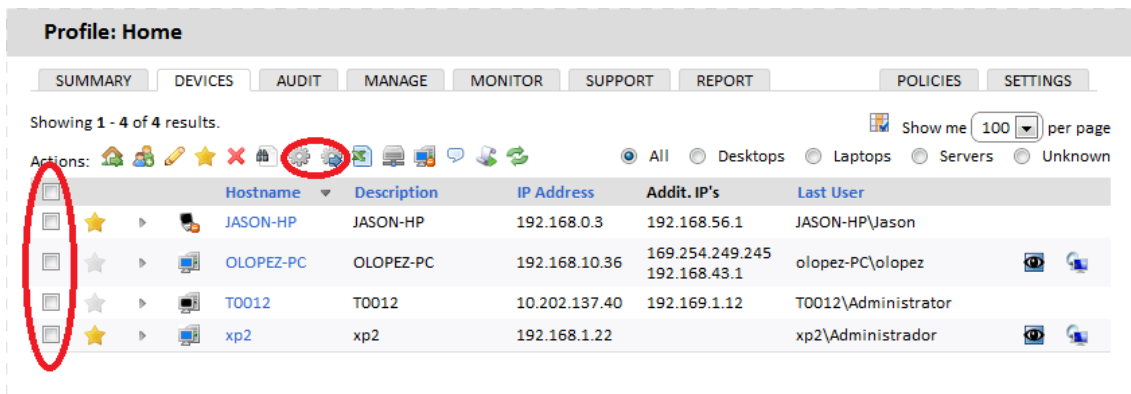 Profile: Home
SUMMARY DEVICES AUDIT MANAGE MONITOR SUPPORT REPORT POLICIES SETTINGS
Showing 1 - 4 of 4 results. Show me 100 per page
Actions: All Desktops Laptops Servers Unknown
Hostname Description IP Address Addit. IP's Last User
JASON-HP JASON-HP 192.168.0.3 192.168.56.1 JASON-HP\Jason
OLOPEZ-PC OLOPEZ-PC 192.168.10.36 169.254.249.245 olopez-PC\olopez
192.168.43.1
T0012 T0012 10.202.137.40 192.169.1.12 T0012\Administrator
xp2 xp2 192.168.1.22 xp2\Administrador